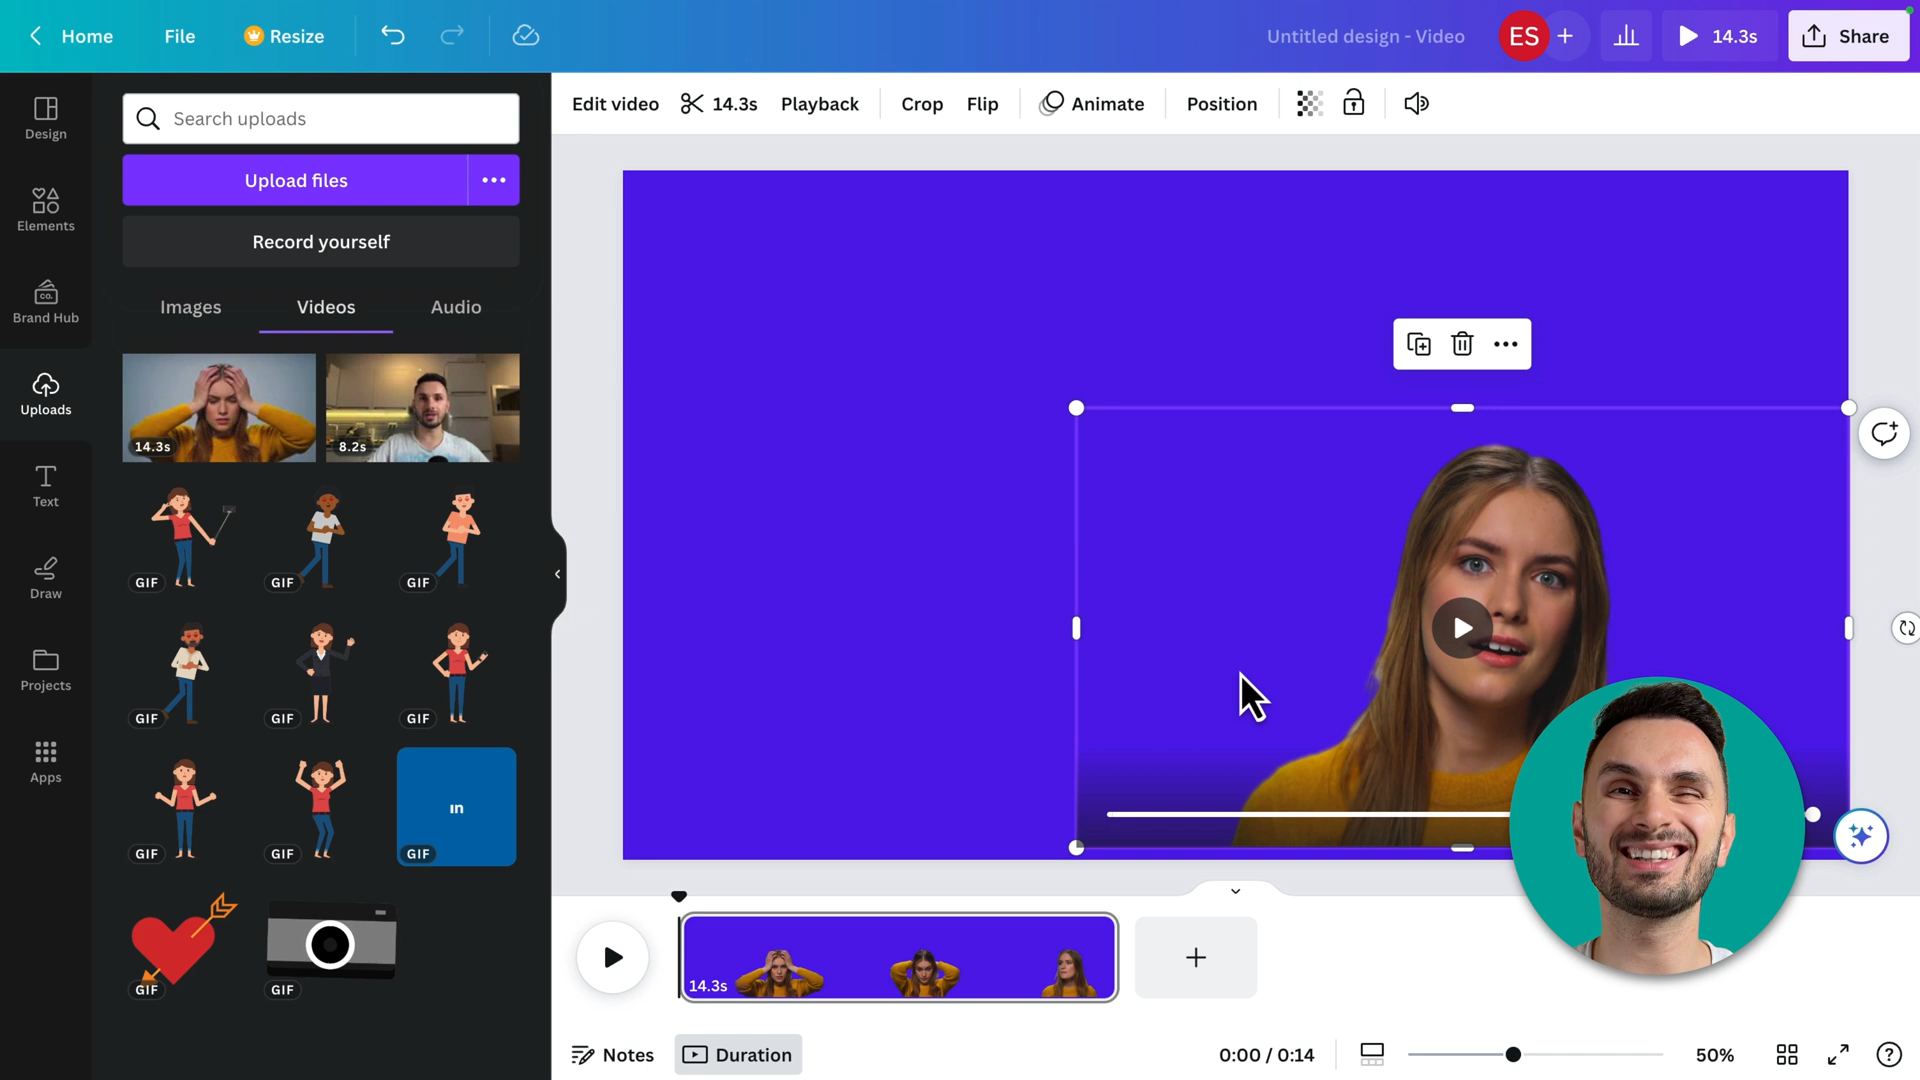 Home
File
Resize
Untitled design - Video
ES
14.3s
Share
Design
Elements
CO.
Brand Hub
Uploads
Text
Draw
Projects
Apps
Search uploads
Upload files
Record yourself
Images
Videos
Audio
14.3s
8.2s
GIF
GIF
GIF
GIF
GIF
GIF
GIF
GIF
ın
GIF
GIF
GIF
Edit video
14.3s
Playback
Crop
Flip
Animate
Position
14.3s
Notes
Duration
0:00 / 0:14
50%